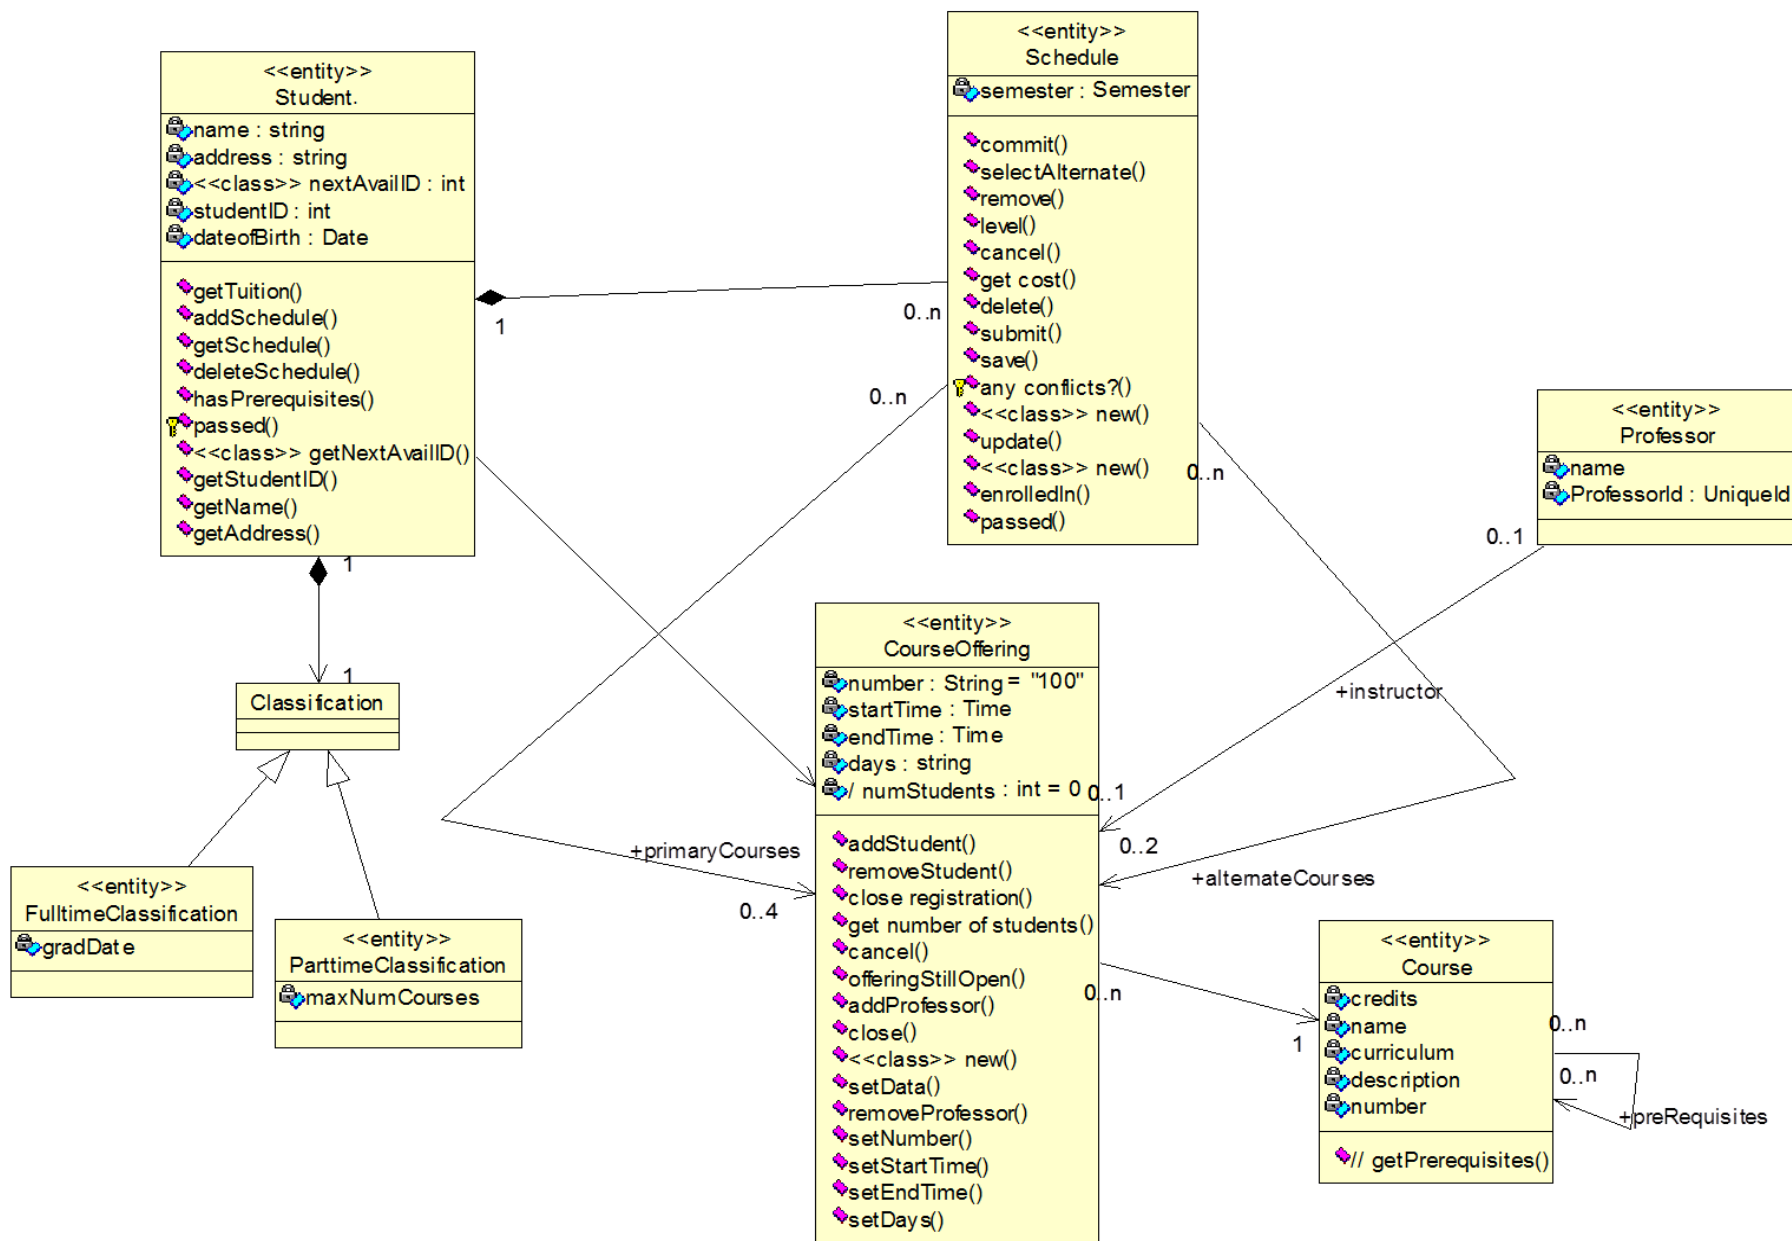 <<entity>>
Student.
name : string
address : string
<<class>> nextAvailID : int
studentID : int
dateofBirth : Date
getTuition()
addSchedule()
getSchedule()
deleteSchedule()
hasPrerequisites()
passed()
<<class>> getNextAvailID()
getStudentID()
getName()
getAddress()
1
0..n
<<entity>>
Schedule
semester : Semester
commit()
selectAlternate()
remove()
level()
cancel()
get cost()
delete()
submit()
save()
any conflicts?()
<<class>> new()
update()
<<class>> new()
enrolledIn()
passed()
0..n
0..n
<<entity>>
Professor
name
ProfessorId : UniqueId
0..1
+instructor
0..1
1
1
Classification
<<entity>>
FulltimeClassification
gradDate
<<entity>>
ParttimeClassification
maxNumCourses
<<entity>>
CourseOffering
number : String = "100"
startTime : Time
endTime : Time
days : string
/ numStudents : int = 0
addStudent()
removeStudent()
close registration()
get number of students()
cancel()
offeringStillOpen()
addProfessor()
close()
<<class>> new()
setData()
removeProfessor()
setNumber()
setStartTime()
setEndTime()
setDays()
+primaryCourses
0..4
0..2
+alternateCourses
0..n
1
<<entity>>
Course
credits
name
curriculum
description
number
// getPrerequisites()
0..n
0..n
+preRequisites